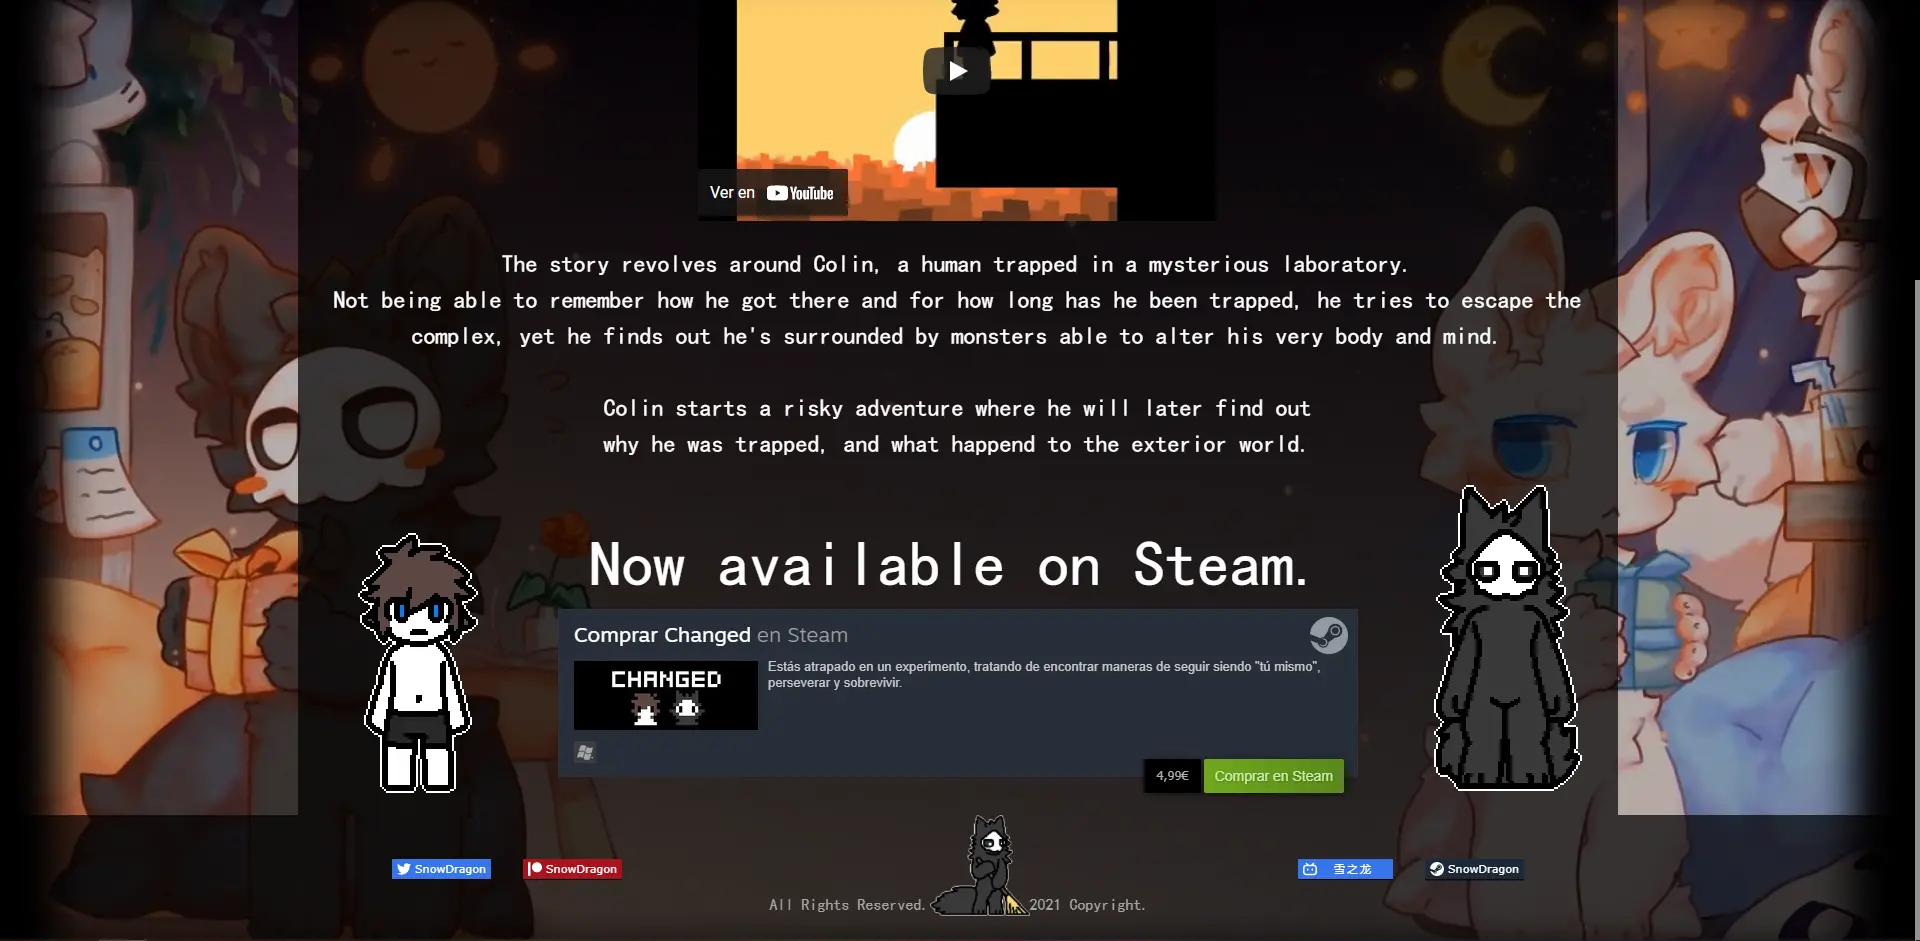 Ver en YouTube
The story revolves around Colin, a human trapped in a mysterious laboratory.
Not being able to remember how he got there and for how long has he been trapped, he tries to escape the
complex, yet he finds out he's surrounded by monsters able to alter his very body and mind.
Colin starts a risky adventure where he will later find out
why he was trapped, and what happend to the exterior world.
Now available on Steam.
Comprar Changed en Steam
CHANGED
Estás atrapado en un experimento, tratando de encontrar maneras de seguir siendo "tú mismo",
perseverar y sobrevivir.
4,99€ Comprar en Steam
SnowDragon SnowDragon 雪之龙 SnowDragon
All Rights Reserved. 2021 Copyright.